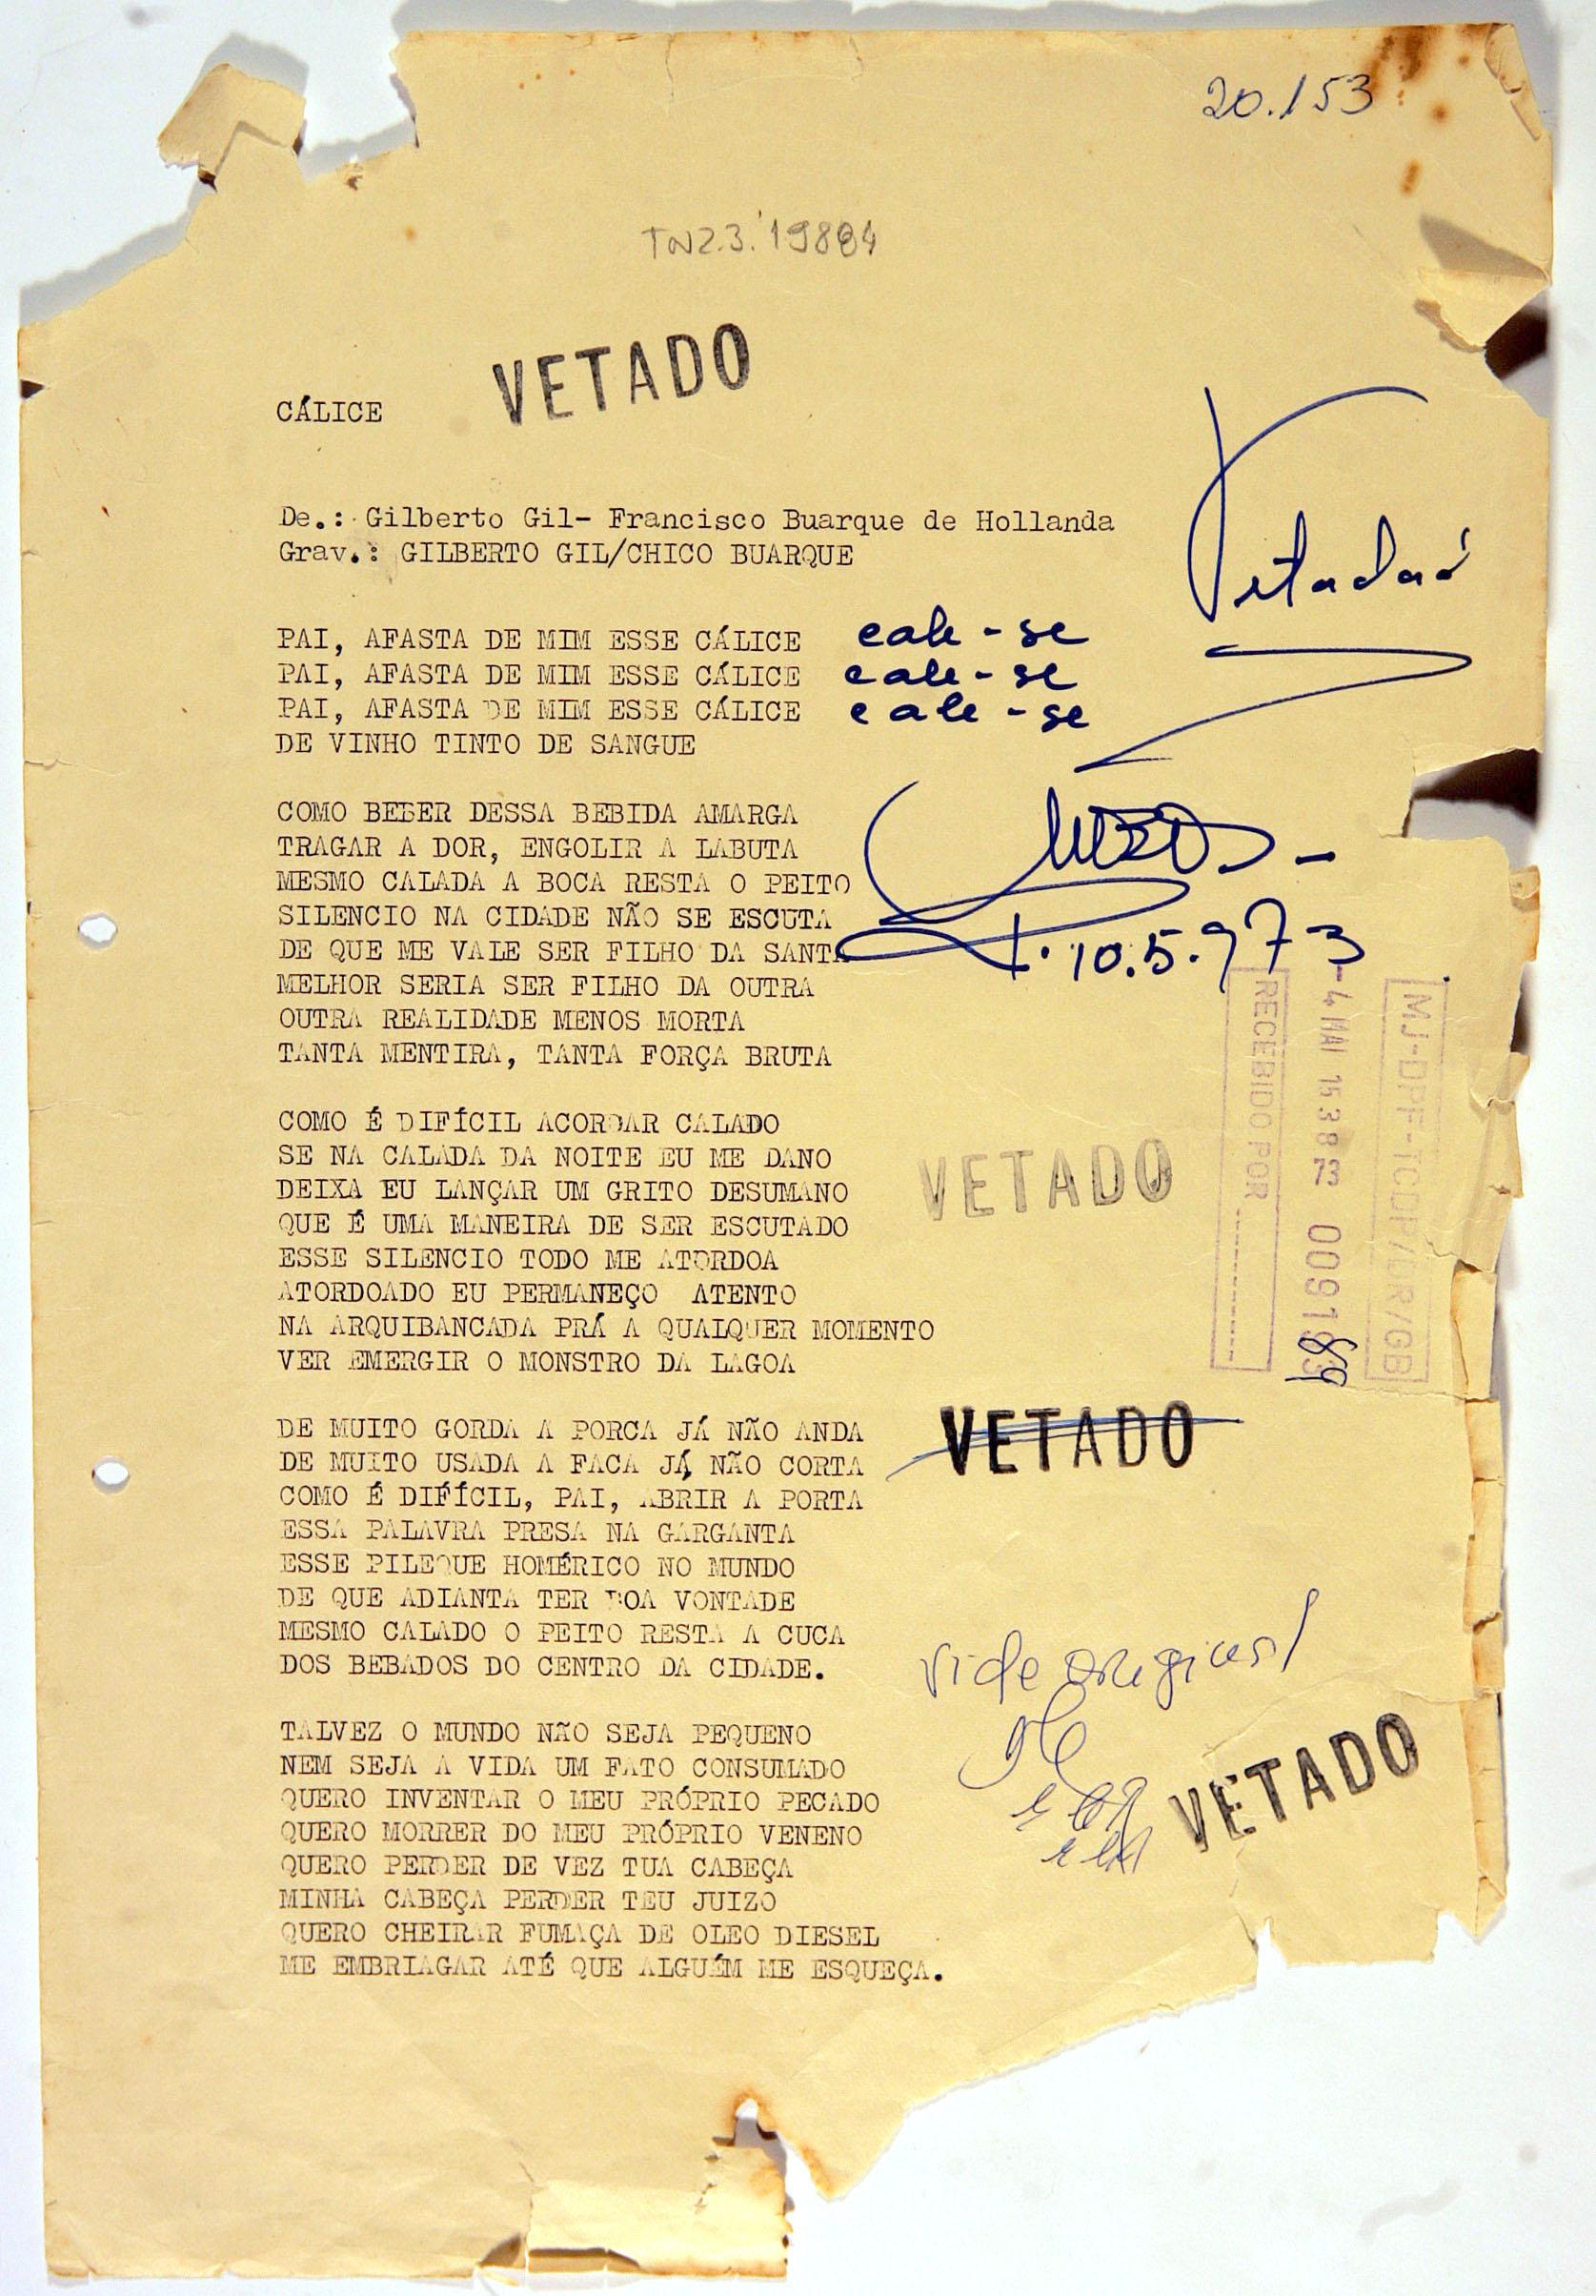 20.153
VETADO
CÁLICE
De.: Gilberto Gil- Francisco Buarque de Hollanda
Grav.: GILBERTO GIL/CHICO BUARQUE
Vetado
PAI, AFASTA DE MIM ESSE CÁLICE cale-se
PAI, AFASTA DE MIM ESSE CÁLICE cale-se
PAI, AFASTA DE MIM ESSE CÁLICE cale-se
DE VINHO TINTO DE SANGUE
COMO BEBER DESSA BEBIDA AMARGA
TRAGAR A DOR, ENGOLIR A LABUTA
MESMO CALADA A BOCA RESTA O PEITO
SILENCIO NA CIDADE NÃO SE ESCUTA
DE QUE ME VALE SER FILHO DA SANTA
10.5.973
MELHOR SERIA SER FILHO DA OUTRA
OUTRA REALIDADE MENOS MORTA
TANTA MENTIRA, TANTA FORÇA BRUTA
MJ-DPF-TCDP/DR/GB
-4 MAI 15 38 73 00918
RECEBIDO POR
COMO É DIFÍCIL ACORDAR CALADO
SE NA CALADA DA NOITE EU ME DANO
DEIXA EU LANÇAR UM GRITO DESUMANO
VETADO
QUE É UMA MANEIRA DE SER ESCUTADO
ESSE SILENCIO TODO ME ATORDOA
ATORDOADO EU PERMANEÇO ATENTO
NA ARQUIBANCADA PRÁ A QUALQUER MOMENTO
VER EMERGIR O MONSTRO DA LAGOA
DE MUITO GORDA A PORCA JÁ NÃO ANDA
VETADO
DE MUITO USADA A FACA JÁ NÃO CORTA
COMO É DIFÍCIL, PAI, ABRIR A PORTA
ESSA PALAVRA PRESA NA GARGANTA
ESSE PILEQUE HOMÉRICO NO MUNDO
DE QUE ADIANTA TER BOA VONTADE
MESMO CALADO O PEITO RESTA A CUCA
DOS BEBADOS DO CENTRO DA CIDADE.
Vide original
TALVEZ O MUNDO NÃO SEJA PEQUENO
NEM SEJA A VIDA UM FATO CONSUMADO
VETADO
QUERO INVENTAR O MEU PRÓPRIO PECADO
QUERO MORRER DO MEU PRÓPRIO VENENO
QUERO PERDER DE VEZ TUA CABEÇA
MINHA CABEÇA PERDER TEU JUIZO
QUERO CHEIRAR FUMAÇA DE OLEO DIESEL
ME EMBRIAGAR ATÉ QUE ALGUÉM ME ESQUEÇA.